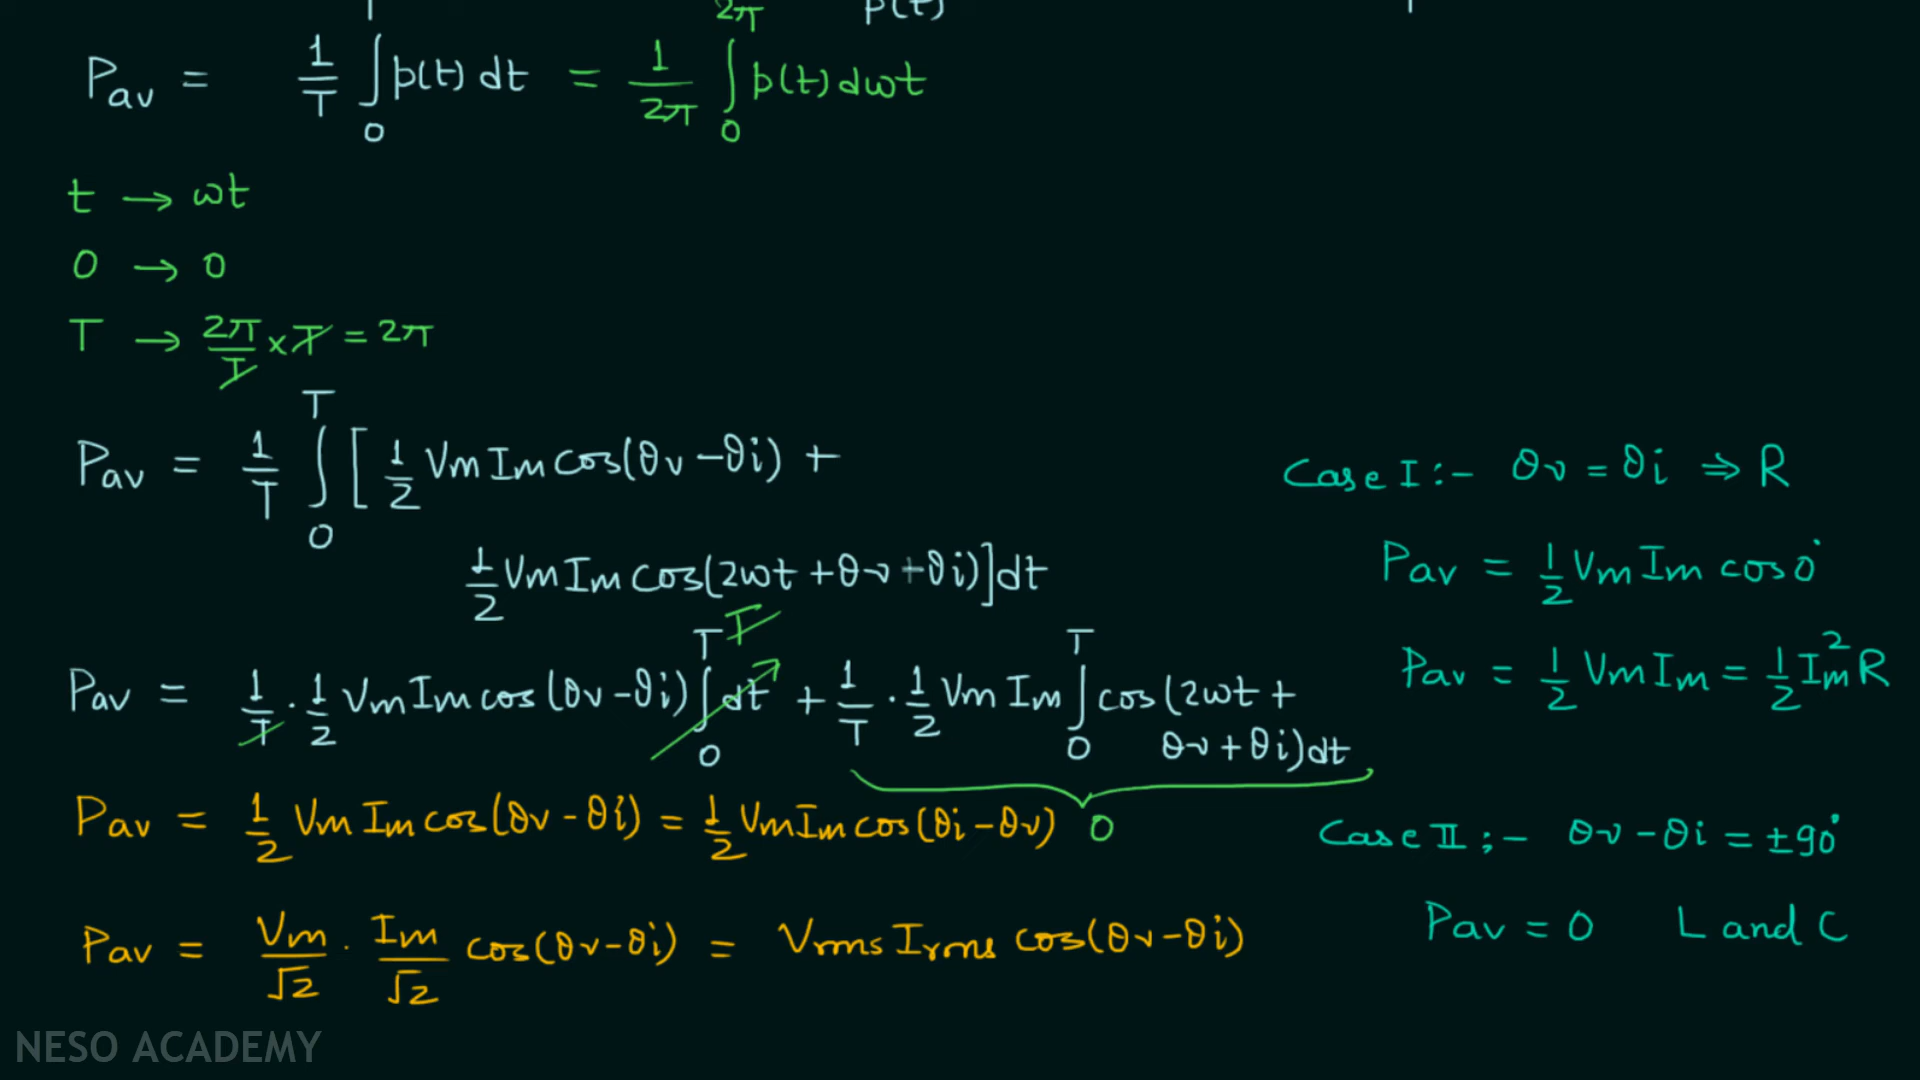 p(t)
Pav = 1/T ∫₀ᵀ p(t) dt = 1/2π ∫₀^2π p(t) dωt
t → ωt
0 → 0
T → 2π/T × T = 2π
Pav = 1/T ∫₀ᵀ [ 1/2 Vm Im cos(θv - θi) +
1/2 Vm Im cos(2ωt + θv + θi)] dt
Pav = 1/T · 1/2 Vm Im cos (θv - θi) ∫₀ᵀ dt T + 1/T · 1/2 Vm Im ∫₀ᵀ cos (2ωt +
θv + θi) dt
Pav = 1/2 Vm Im cos(θv - θi) = 1/2 Vm Im cos(θi - θv) 0
Pav = Vm/√2 · Im/√2 cos(θv - θi) = Vrms Irms cos(θv - θi)
Case I :- θv = θi ⇒ R
Pav = 1/2 Vm Im cos 0°
Pav = 1/2 Vm Im = 1/2 Im² R
Case II :- θv - θi = ±90°
Pav = 0 L and C
NESO ACADEMY